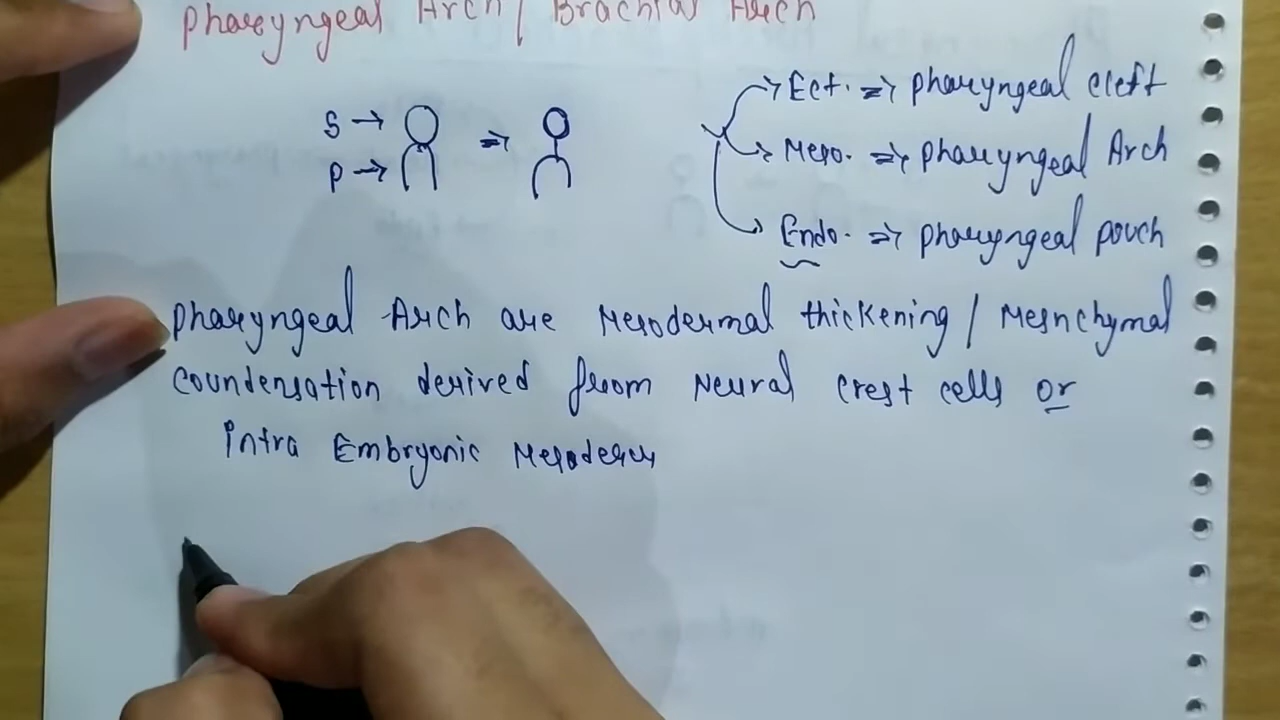 Pharyngeal Arch / Brachial Arch
S →
P →
⇒
Ect. ⇒ Pharyngeal cleft
Meso. ⇒ Pharyngeal Arch
Endo. ⇒ Pharyngeal pouch
Pharyngeal Arch are Mesodermal thickening / Mesnchymal
Coundensation derived from Neural Crest cells or
Intra Embryonic Mesoderm